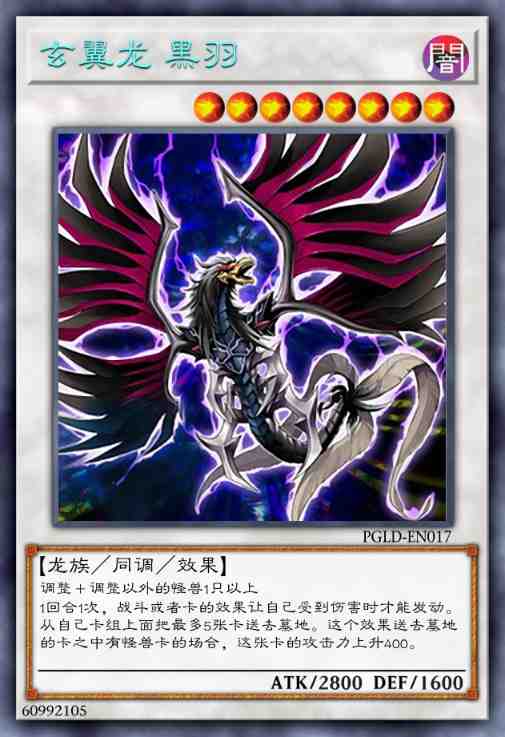 玄翼龙 黑羽
闇
PGLD-EN017
【龙族／同调／效果】
调整＋调整以外的怪兽1只以上
1回合1次，战斗或者卡的效果让自己受到伤害时才能发动。
从自己卡组上面把最多5张卡送去墓地。这个效果送去墓地
的卡之中有怪兽卡的场合，这张卡的攻击力上升400。
ATK/2800 DEF/1600
60992105